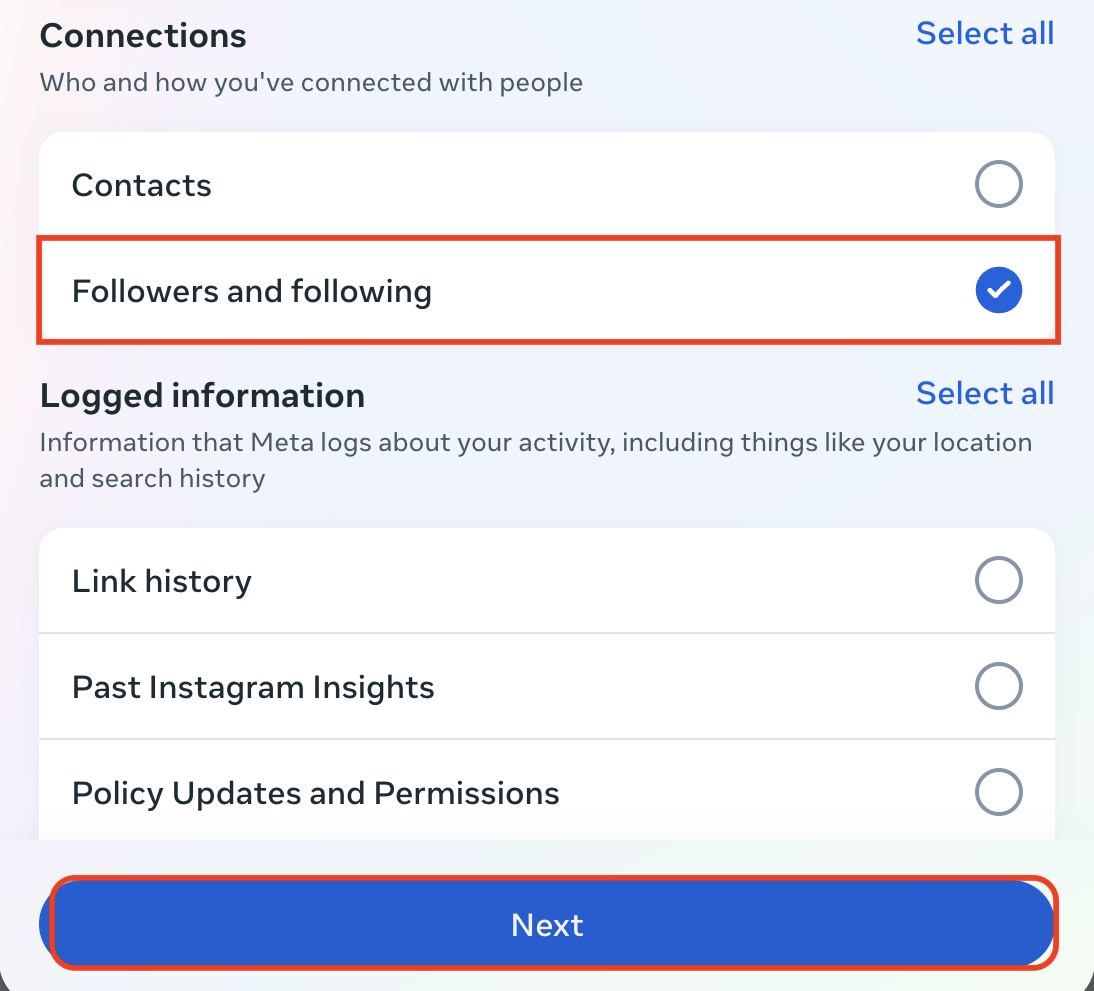 Connections
Select all
Who and how you've connected with people
Contacts
Followers and following
Logged information
Select all
Information that Meta logs about your activity, including things like your location
and search history
Link history
Past Instagram Insights
Policy Updates and Permissions
Next